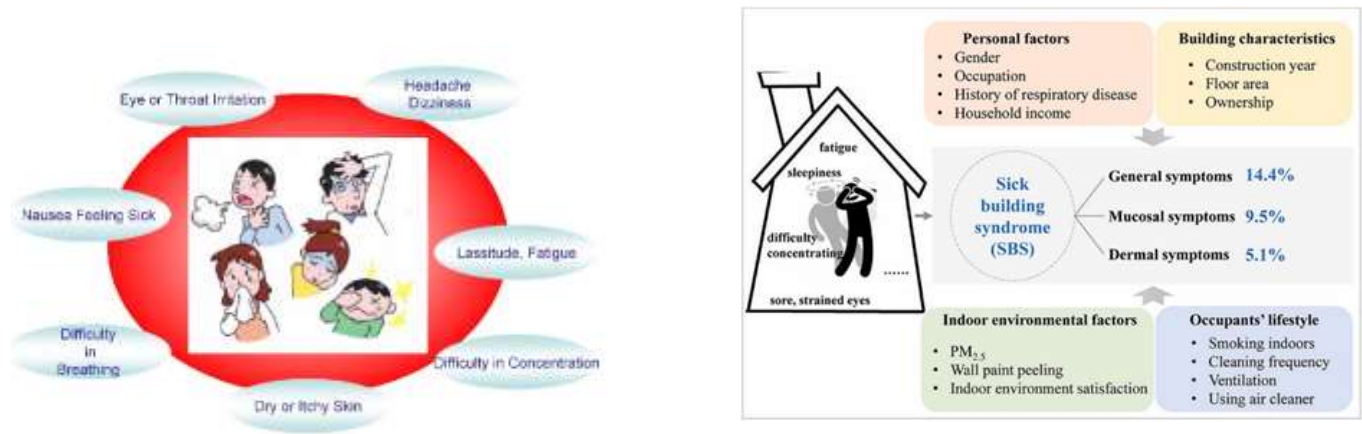 Eye or Throat Irritation
Headache
Dizziness
Nausea Feeling Sick
Lassitude, Fatigue
Difficulty
in
Breathing
Difficulty in Concentration
Dry or Itchy Skin
Personal factors
• Gender
• Occupation
• History of respiratory disease
• Household income
Building characteristics
• Construction year
• Floor area
• Ownership
fatigue
sleepiness
difficulty
concentrating
......
sore, strained eyes
Sick
building
syndrome
(SBS)
General symptoms 14.4%
Mucosal symptoms 9.5%
Dermal symptoms 5.1%
Indoor environmental factors
• PM2.5
• Wall paint peeling
• Indoor environment satisfaction
Occupants' lifestyle
• Smoking indoors
• Cleaning frequency
• Ventilation
• Using air cleaner